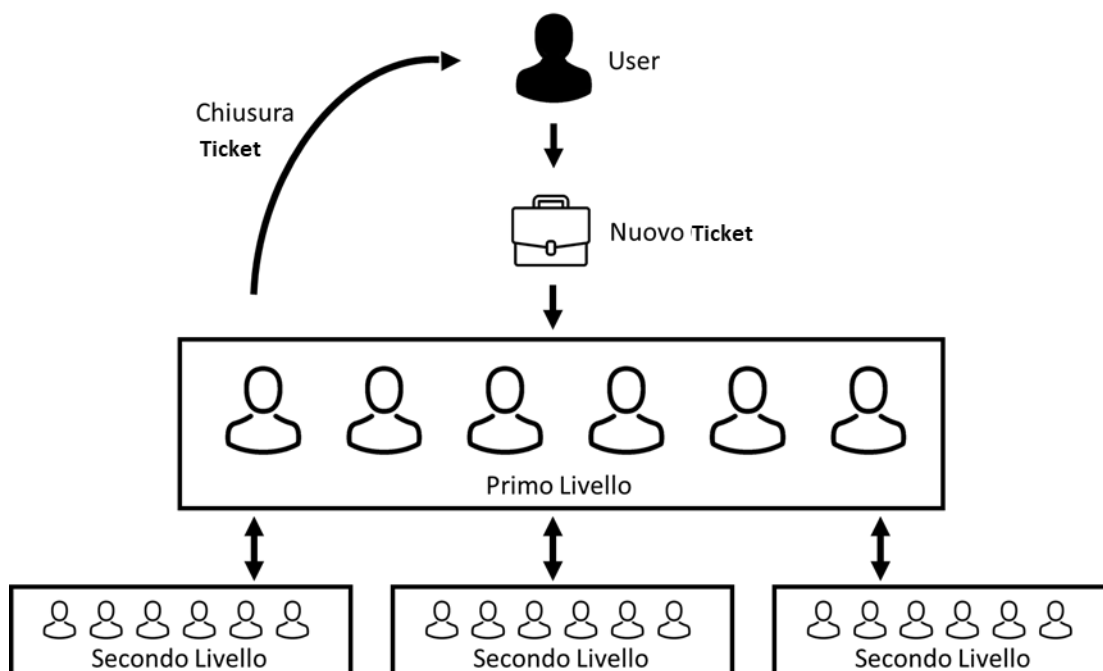 User
Chiusura
Ticket
Nuovo Ticket
Primo Livello
Secondo Livello
Secondo Livello
Secondo Livello